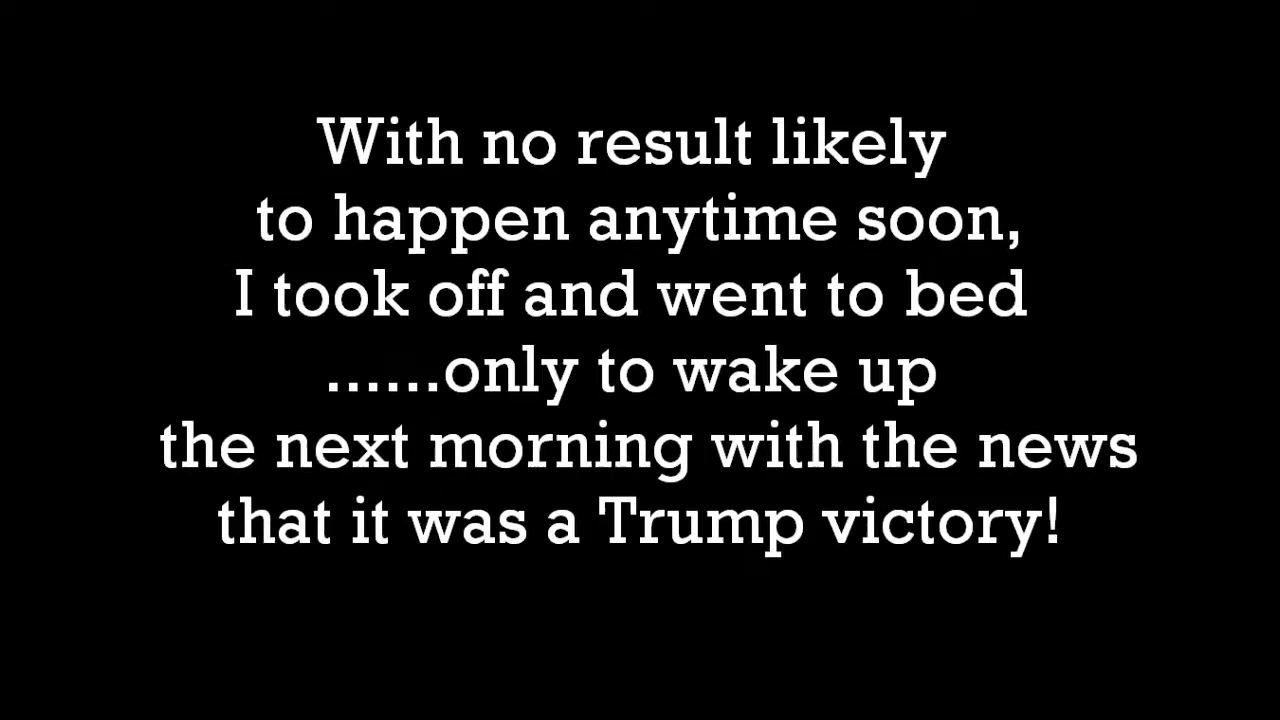 With no result likely
to happen anytime soon,
I took off and went to bed
......only to wake up
the next morning with the news
that it was a Trump victory!